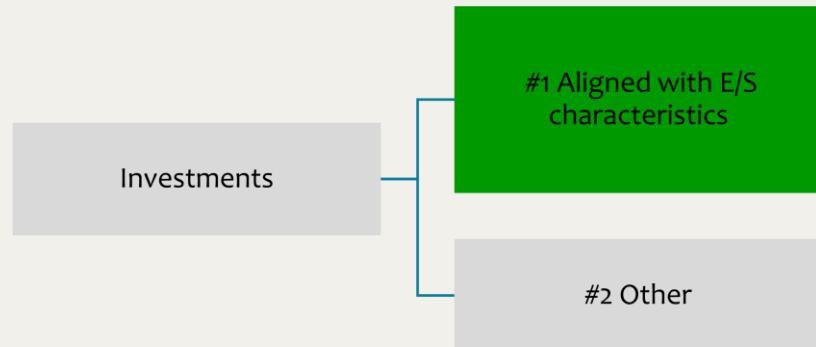 #1 Aligned with E/S
characteristics
Investments
#2 Other